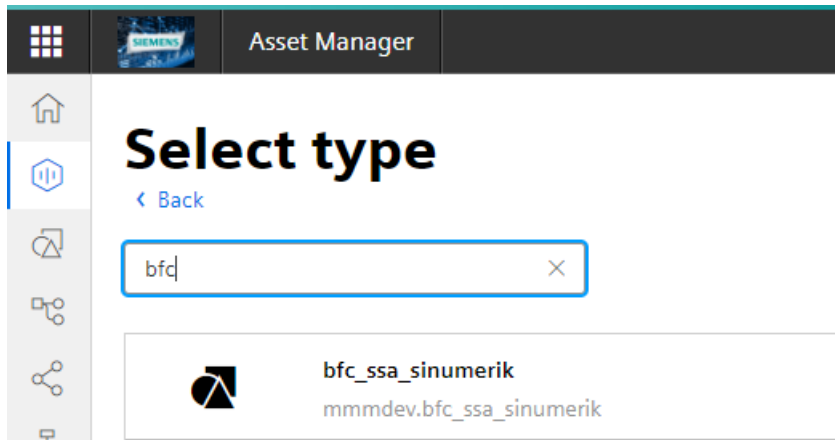 SIEMENS
Asset Manager
Select type
Back
bfc
bfc_ssa_sinumerik
mmmdev.bfc_ssa_sinumerik